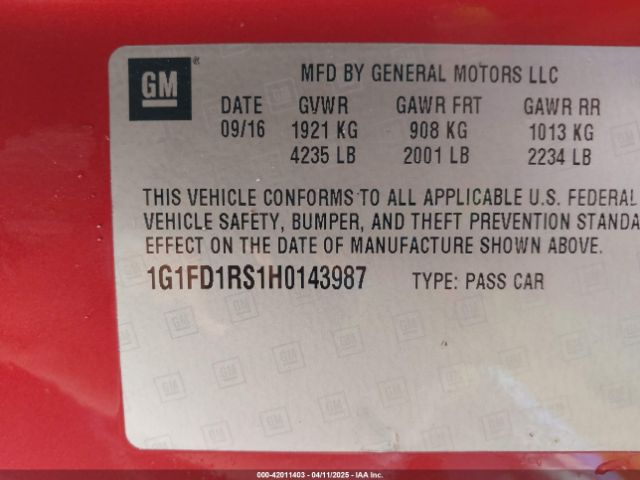 GM®
MFD BY GENERAL MOTORS LLC
DATE GVWR GAWR FRT GAWR RR
09/16 1921 KG 908 KG 1013 KG
4235 LB 2001 LB 2234 LB
THIS VEHICLE CONFORMS TO ALL APPLICABLE U.S. FEDERAL
VEHICLE SAFETY, BUMPER, AND THEFT PREVENTION STANDA
EFFECT ON THE DATE OF MANUFACTURE SHOWN ABOVE.
1G1FD1RS1H0143987 TYPE: PASS CAR
000-42011403 - 04/11/2025 - IAA Inc.